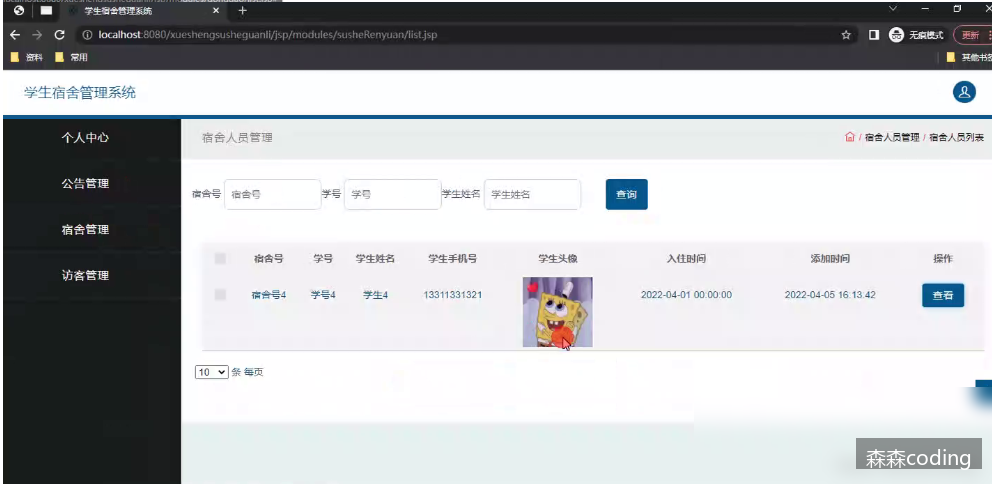 学生宿舍管理系统
localhost:8080/xueshengsusheguanli/jsp/modules/susheRenyuan/list.jsp
无痕模式
更新
资料
常用
其他书签
学生宿舍管理系统
个人中心
公告管理
宿舍管理
访客管理
宿舍人员管理
/ 宿舍人员管理 / 宿舍人员列表
宿舍号 宿舍号 学号 学号 学生姓名 学生姓名 查询
宿舍号 学号 学生姓名 学生手机号 学生头像 入住时间 添加时间 操作
宿舍号4 学号4 学生4 13311331321 2022-04-01 00:00:00 2022-04-05 16:13:42 查看
10 条 每页
森森coding